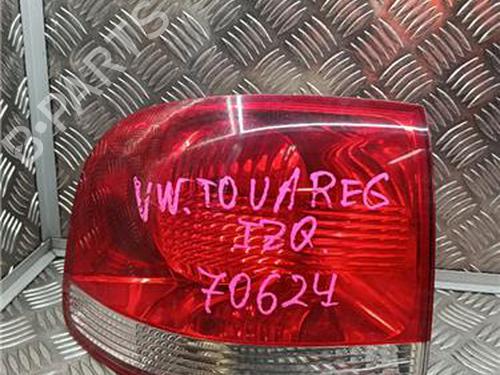 B-PARTS
VW. TOUAREG
IZQ.
70624